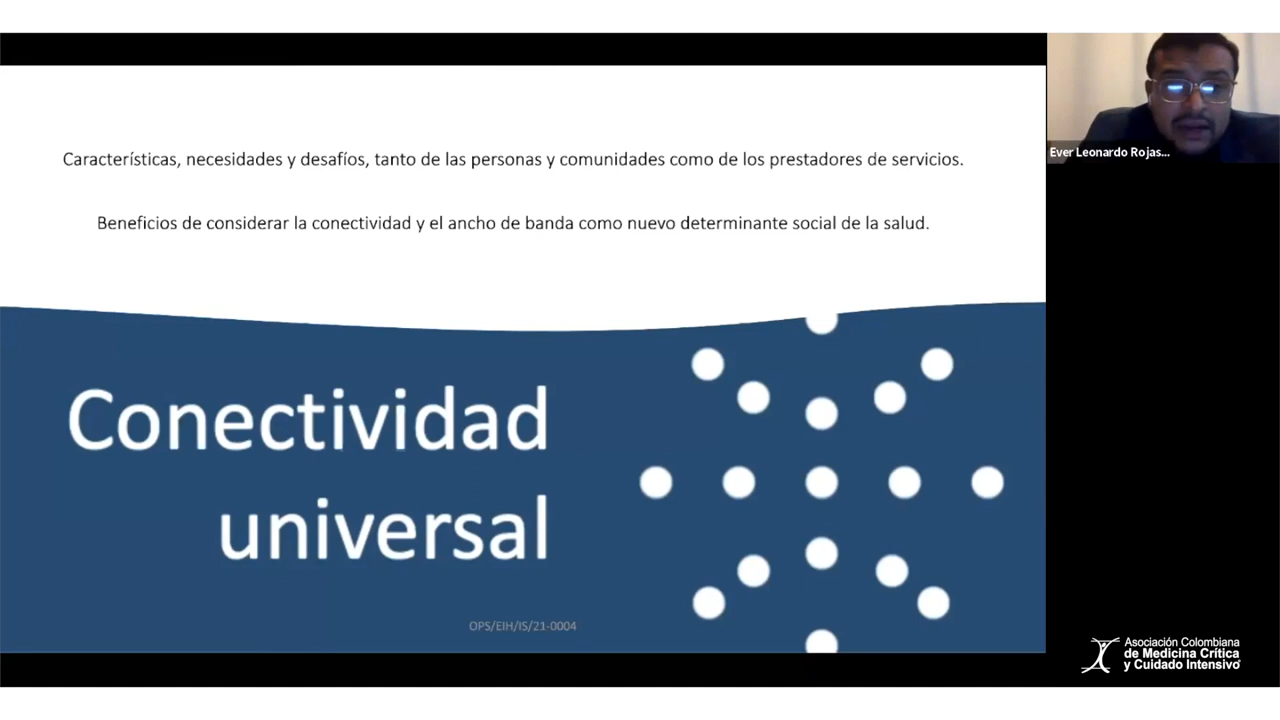 Características, necesidades y desafíos, tanto de las personas y comunidades como de los prestadores de servicios.
Beneficios de considerar la conectividad y el ancho de banda como nuevo determinante social de la salud.
Conectividad
universal
OPS/EIH/IS/21-0004
Ever Leonardo Rojas...
Asociación Colombiana
de Medicina Crítica
y Cuidado Intensivo